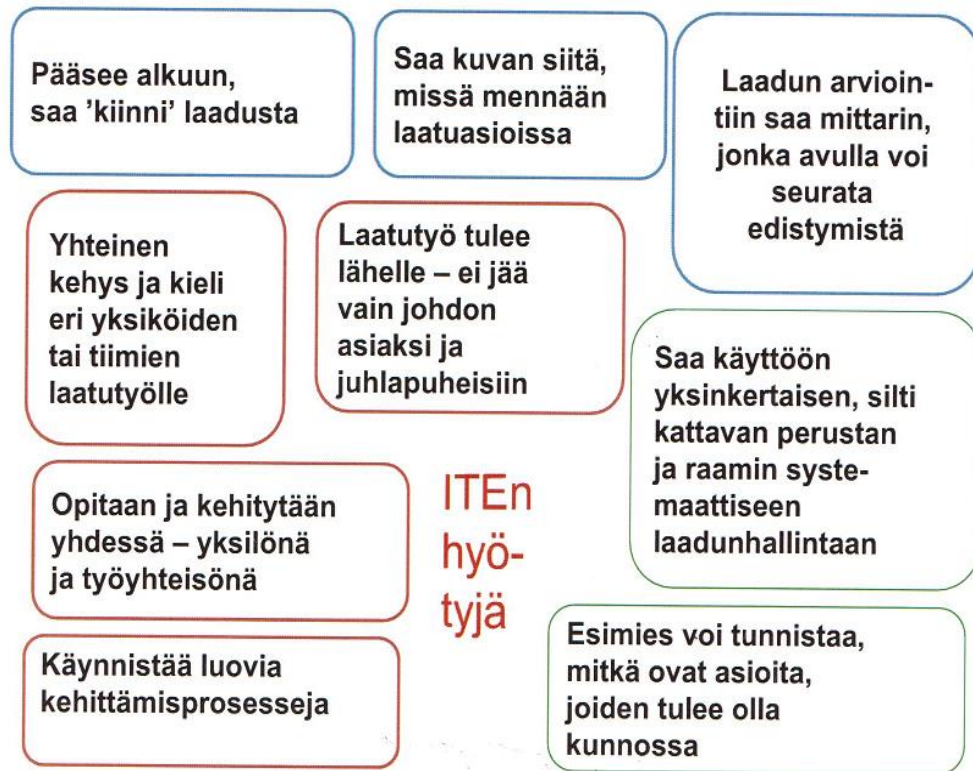 Pääsee alkuun,
saa 'kiinni' laadusta
Saa kuvan siitä,
missä mennään
laatuasioissa
Laadun arvioin-
tiin saa mittarin,
jonka avulla voi
seurata
edistymistä
Yhteinen
kehys ja kieli
eri yksiköiden
tai tiimien
laatutyölle
Laatutyö tulee
lähelle – ei jää
vain johdon
asiaksi ja
juhlapuheisiin
Saa käyttöön
yksinkertaisen, silti
kattavan perustan
ja raamin syste-
maattiseen
laadunhallintaan
Opitaan ja kehitytään
yhdessä – yksilönä
ja työyhteisönä
ITEn
hyö-
tyjä
Käynnistää luovia
kehittämisprosesseja
Esimies voi tunnistaa,
mitkä ovat asioita,
joiden tulee olla
kunnossa